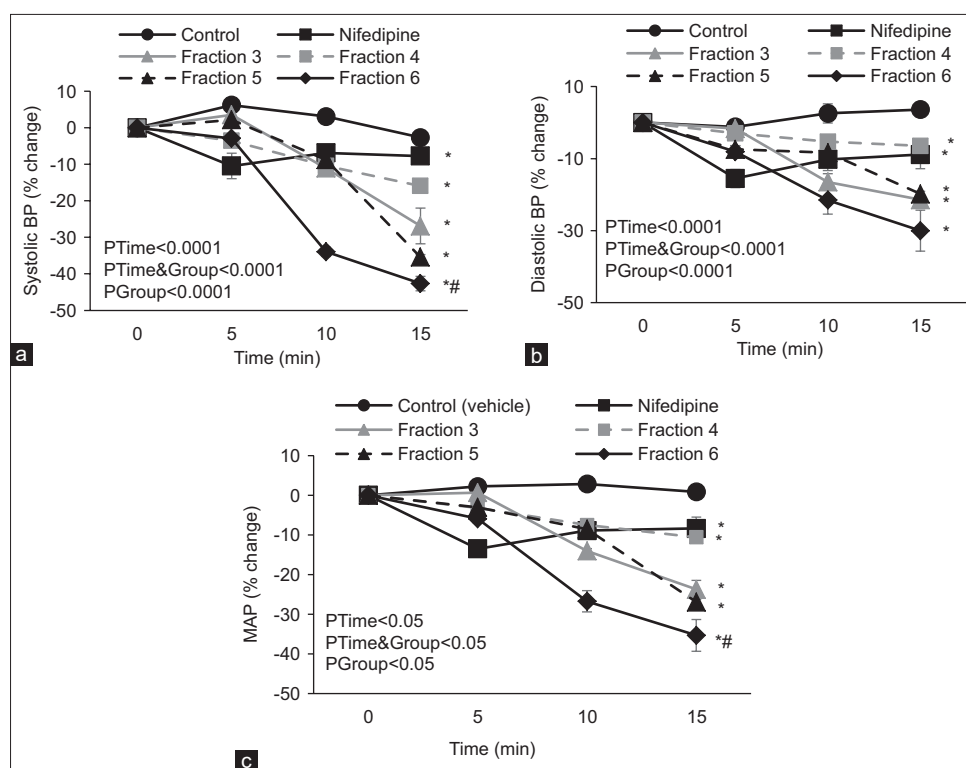 Control Nifedipine
Fraction 3 Fraction 4
Fraction 5 Fraction 6
Systolic BP (% change)
10
0
-10
-20
-30
-40
-50
*
*
*
*
*#
PTime<0.0001
PTime&Group<0.0001
PGroup<0.0001
0 5 10 15
Time (min)
a
Control Nifedipine
Fraction 3 Fraction 4
Fraction 5 Fraction 6
Diastolic BP (% change)
10
0
-10
-20
-30
-40
-50
*
*
*
*
*
PTime<0.0001
PTime&Group<0.0001
PGroup<0.0001
0 5 10 15
Time (min)
b
Control (vehicle) Nifedipine
Fraction 3 Fraction 4
Fraction 5 Fraction 6
MAP (% change)
10
0
-10
-20
-30
-40
-50
*
*
*
*
*#
PTime<0.05
PTime&Group<0.05
PGroup<0.05
0 5 10 15
Time (min)
c